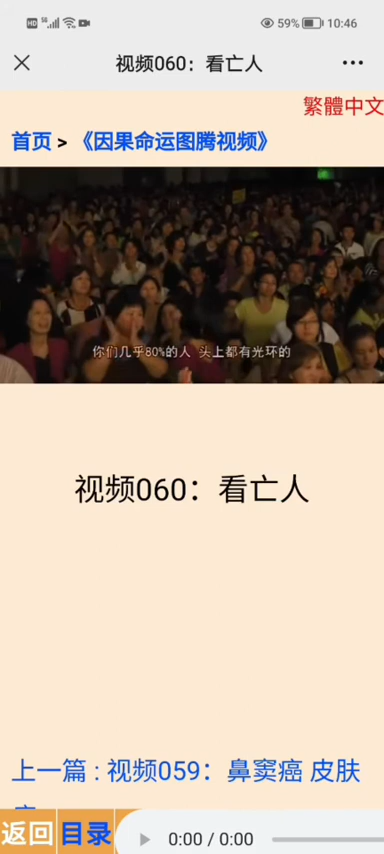 HD 5G 59% 10:46
视频060：看亡人
繁體中文
首页 > 《因果命运图腾视频》
你们几乎80%的人 头上都有光环的
视频060：看亡人
上一篇 : 视频059：鼻窦癌 皮肤
返回 目录 0:00 / 0:00